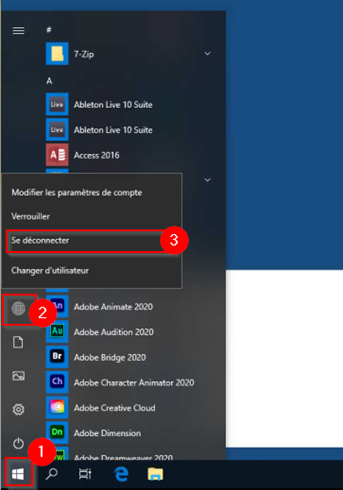 #
7-Zip
A
Live Ableton Live 10 Suite
Live Ableton Live 10 Suite
A Access 2016
Modifier les paramètres de compte
Verrouiller
Se déconnecter
3
Changer d'utilisateur
2
An Adobe Animate 2020
Au Adobe Audition 2020
Br Adobe Bridge 2020
Ch Adobe Character Animator 2020
Adobe Creative Cloud
Dn Adobe Dimension
1
Adobe Dreamweaver 2020